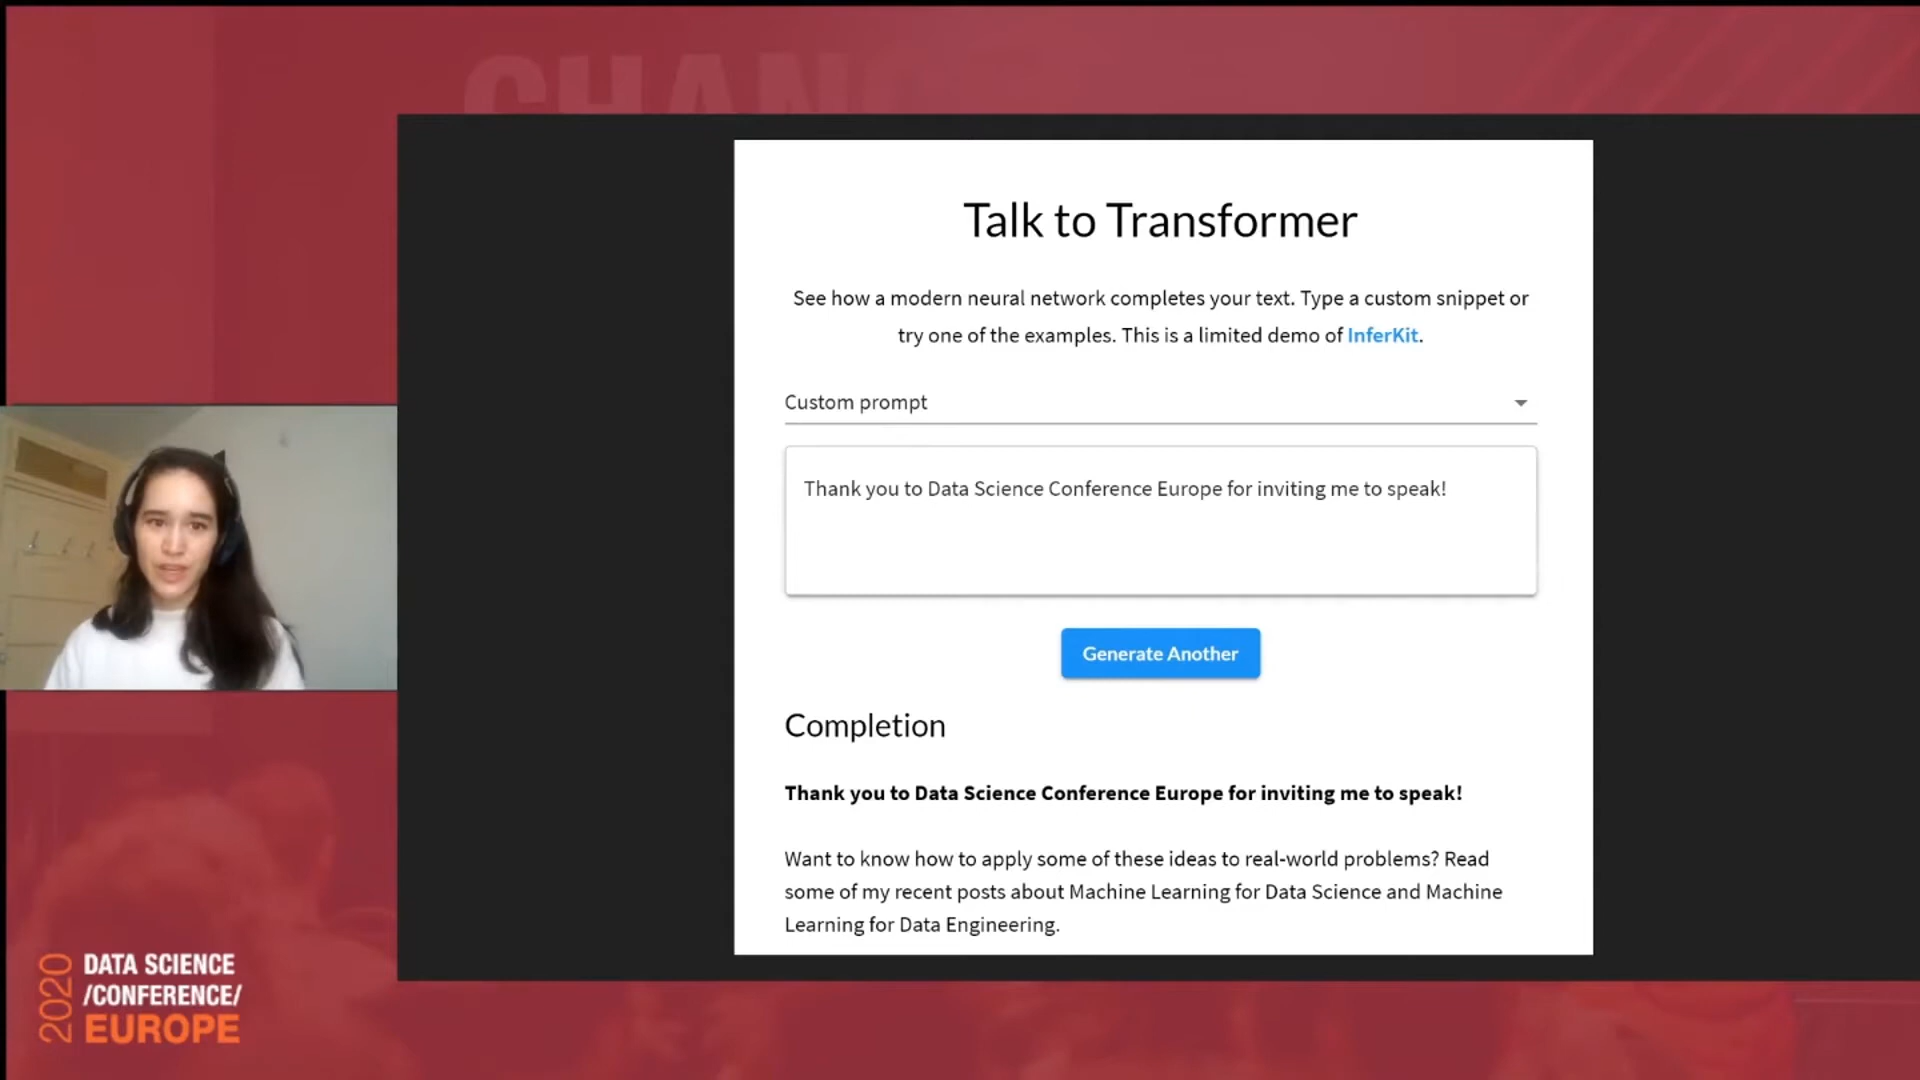 CHANG
Talk to Transformer
See how a modern neural network completes your text. Type a custom snippet or
try one of the examples. This is a limited demo of InferKit.
Custom prompt
Thank you to Data Science Conference Europe for inviting me to speak!
Generate Another
Completion
Thank you to Data Science Conference Europe for inviting me to speak!
Want to know how to apply some of these ideas to real-world problems? Read
some of my recent posts about Machine Learning for Data Science and Machine
Learning for Data Engineering.
2020
DATA SCIENCE
/CONFERENCE/
EUROPE